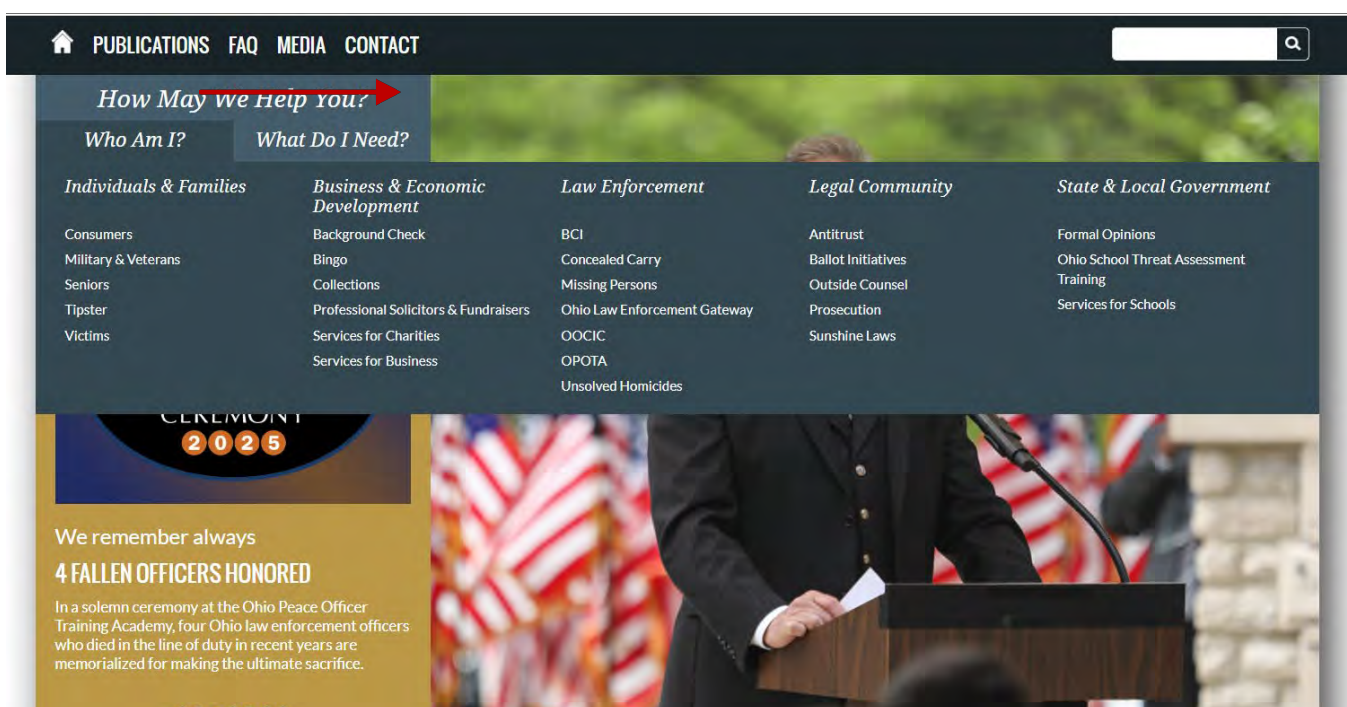 PUBLICATIONS FAQ MEDIA CONTACT
How May We Help You?
Who Am I? What Do I Need?
Individuals & Families
Consumers
Military & Veterans
Seniors
Tipster
Victims
Business & Economic
Development
Background Check
Bingo
Collections
Professional Solicitors & Fundraisers
Services for Charities
Services for Business
Law Enforcement
BCI
Concealed Carry
Missing Persons
Ohio Law Enforcement Gateway
OOCIC
OPOTA
Unsolved Homicides
Legal Community
Antitrust
Ballot Initiatives
Outside Counsel
Prosecution
Sunshine Laws
State & Local Government
Formal Opinions
Ohio School Threat Assessment
Training
Services for Schools
CEREMONY
2025
We remember always
4 FALLEN OFFICERS HONORED
In a solemn ceremony at the Ohio Peace Officer
Training Academy, four Ohio law enforcement officers
who died in the line of duty in recent years are
memorialized for making the ultimate sacrifice.